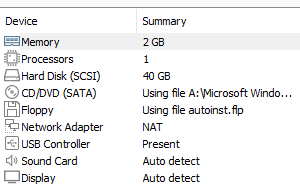 Device Summary
Memory 2 GB
Processors 1
Hard Disk (SCSI) 40 GB
CD/DVD (SATA) Using file A:\Microsoft Windo...
Floppy Using file autoinst.flp
Network Adapter NAT
USB Controller Present
Sound Card Auto detect
Display Auto detect